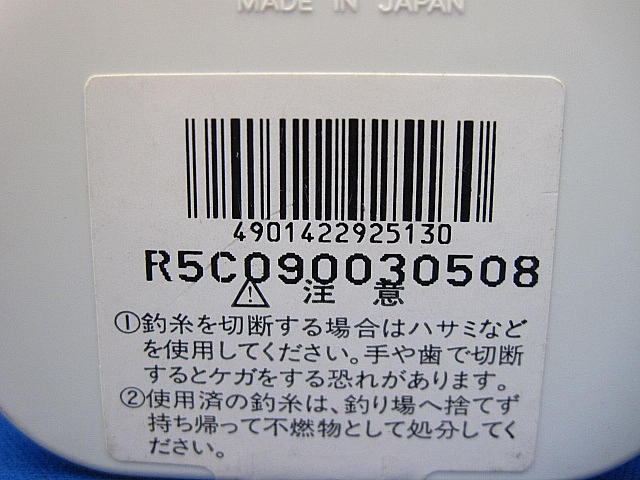 MADE IN JAPAN
4901422925130
R5C090030508
⚠ 注 意
①釣糸を切断する場合はハサミなど
を使用してください。手や歯で切断
するとケガをする恐れがあります。
②使用済の釣糸は、釣り場へ捨てず
持ち帰って不燃物として処分してく
ださい。